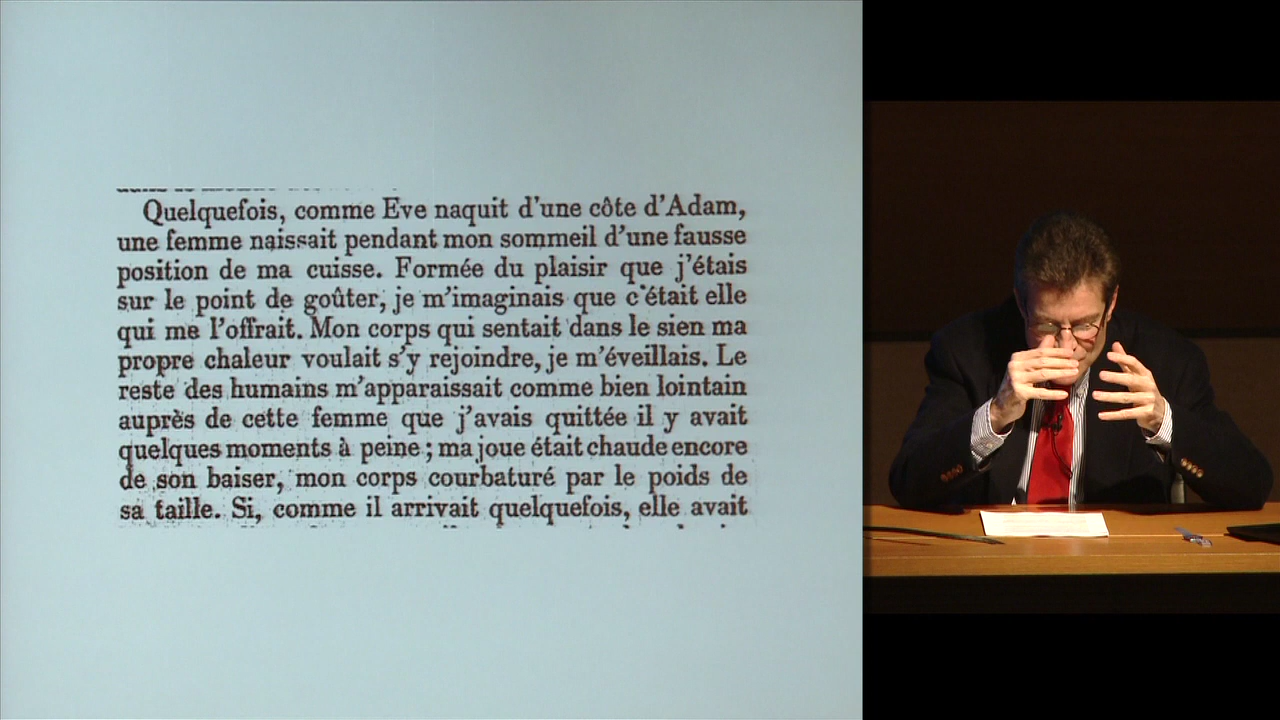 Quelquefois, comme Eve naquit d'une côte d'Adam,
une femme naissait pendant mon sommeil d'une fausse
position de ma cuisse. Formée du plaisir que j'étais
sur le point de goûter, je m'imaginais que c'était elle
qui me l'offrait. Mon corps qui sentait dans le sien ma
propre chaleur voulait s'y rejoindre, je m'éveillais. Le
reste des humains m'apparaissait comme bien lointain
auprès de cette femme que j'avais quittée il y avait
quelques moments à peine ; ma joue était chaude encore
de son baiser, mon corps courbaturé par le poids de
sa taille. Si, comme il arrivait quelquefois, elle avait